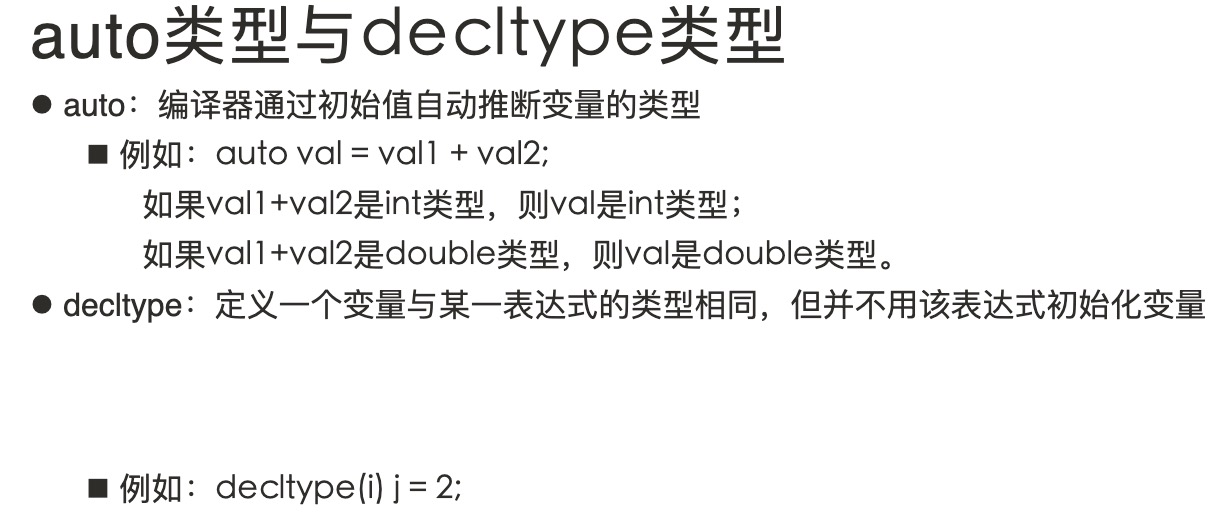 auto类型与decltype类型
● auto：编译器通过初始值自动推断变量的类型
■ 例如：auto val = val1 + val2;
如果val1+val2是int类型，则val是int类型；
如果val1+val2是double类型，则val是double类型。
● decltype：定义一个变量与某一表达式的类型相同，但并不用该表达式初始化变量
■ 例如：decltype(i) j = 2;